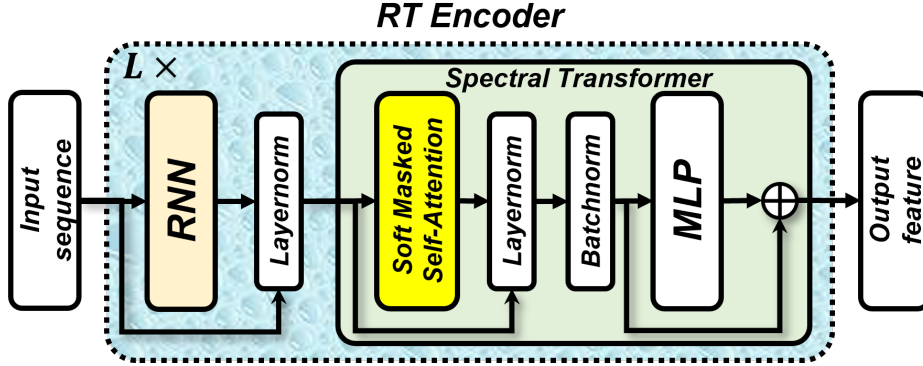 RT Encoder
L ×
Spectral Transformer
Input
sequence
RNN
Layernorm
Soft Masked
Self-Attention
Layernorm
Batchnorm
MLP
Output
feature